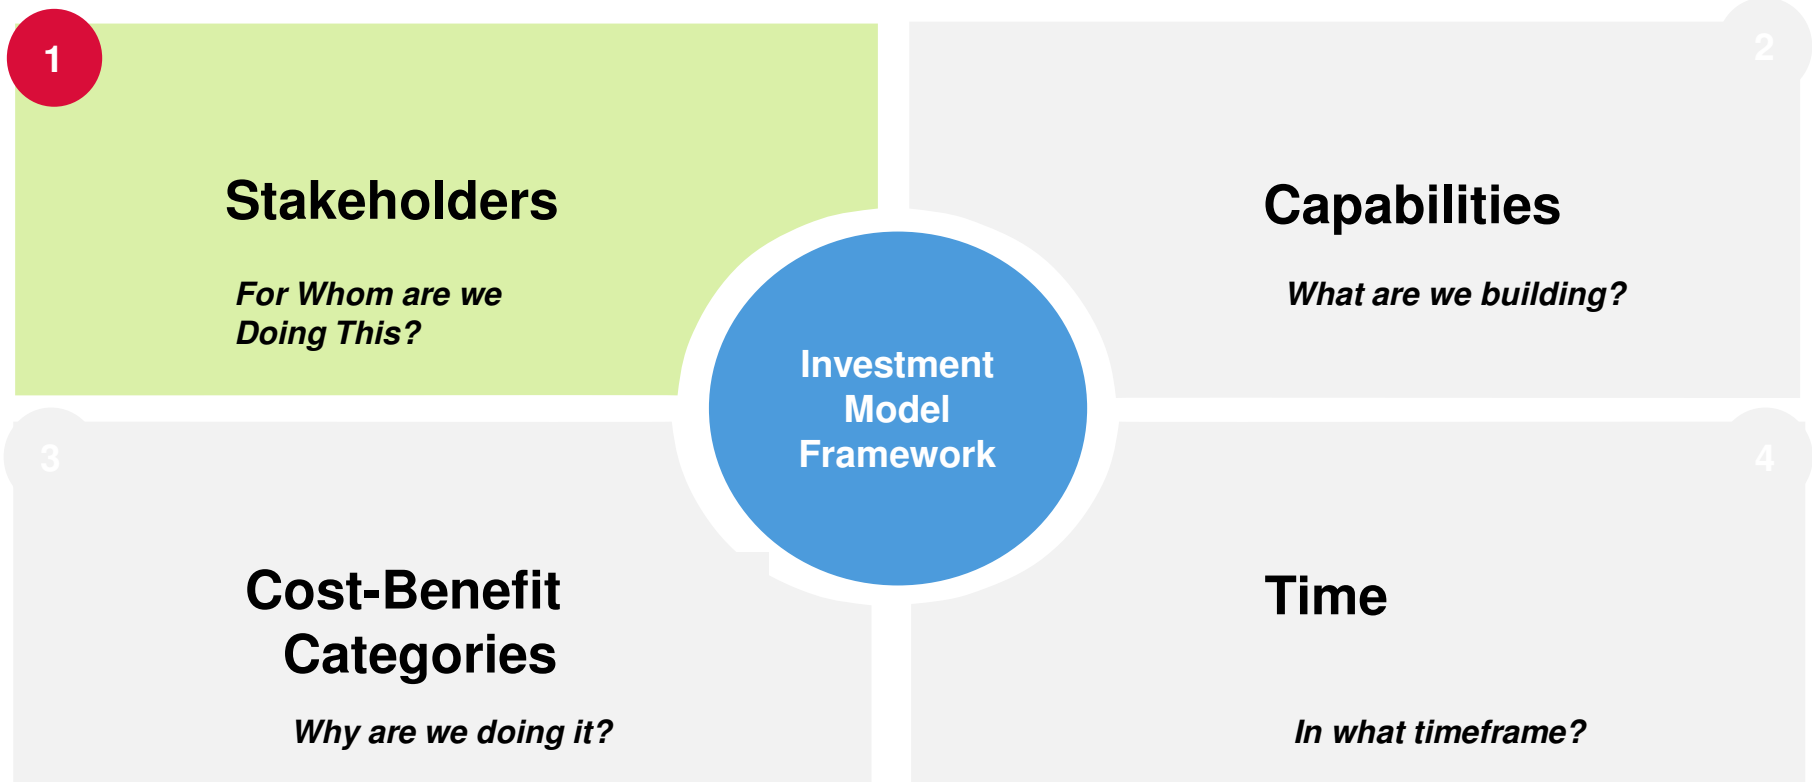 1
Stakeholders
For Whom are we
Doing This?
2
Capabilities
What are we building?
Investment
Model
Framework
3
Cost-Benefit
Categories
Why are we doing it?
4
Time
In what timeframe?